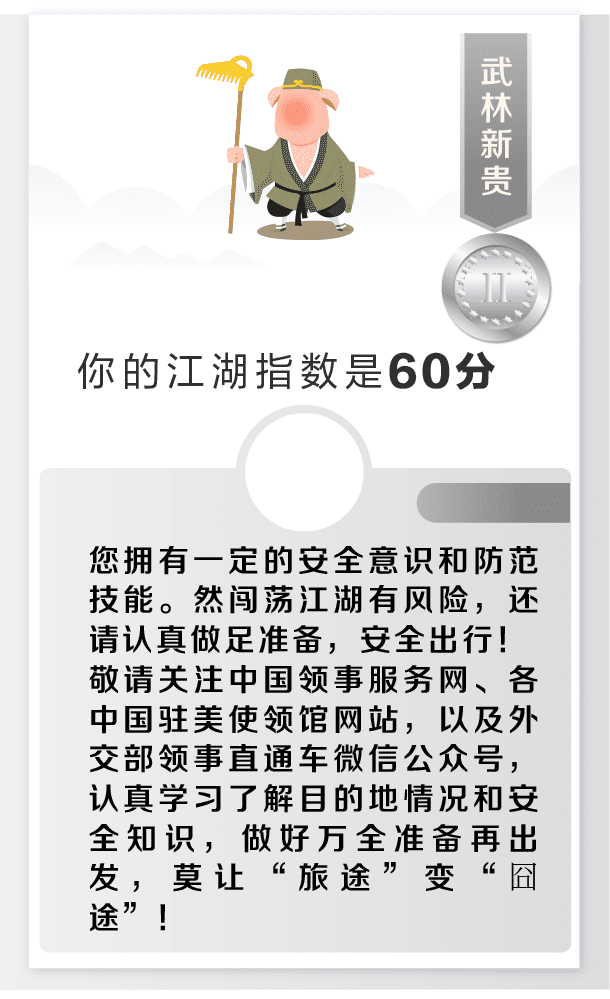 武林新贵
II
你的江湖指数是60分
您拥有一定的安全意识和防范
技能。然闯荡江湖有风险，还
请认真做足准备，安全出行！
敬请关注中国领事服务网、各
中国驻美使领馆网站，以及外
交部领事直通车微信公众号，
认真学习了解目的地情况和安
全知识，做好万全准备再出
发，莫让“旅途”变“囧
途”！